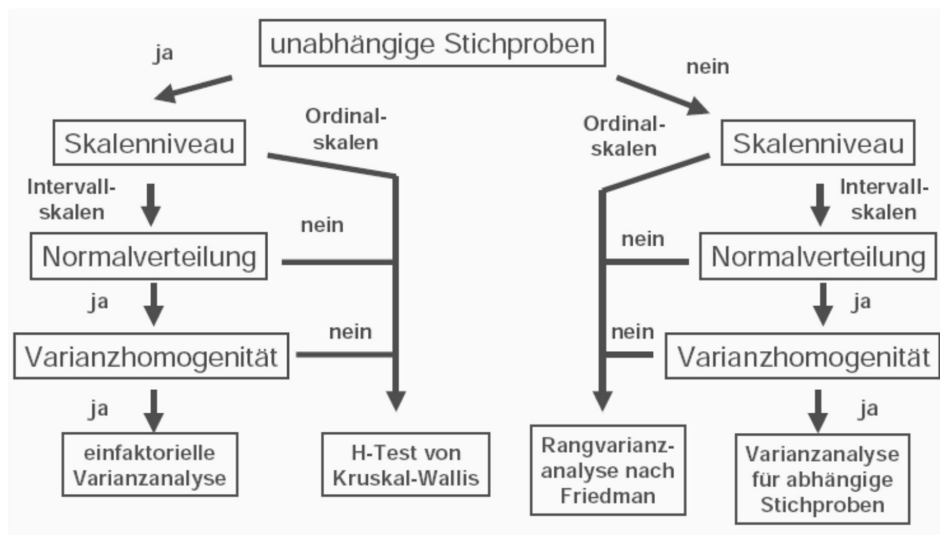 unabhängige Stichproben
ja
nein
Ordinal-
skalen
Ordinal-
skalen
Skalenniveau
Skalenniveau
Intervall-
skalen
Intervall-
skalen
nein
nein
Normalverteilung
Normalverteilung
ja
ja
nein
nein
Varianzhomogenität
Varianzhomogenität
ja
ja
einfaktorielle
Varianzanalyse
H-Test von
Kruskal-Wallis
Rangvarianz-
analyse nach
Friedman
Varianzanalyse
für abhängige
Stichproben